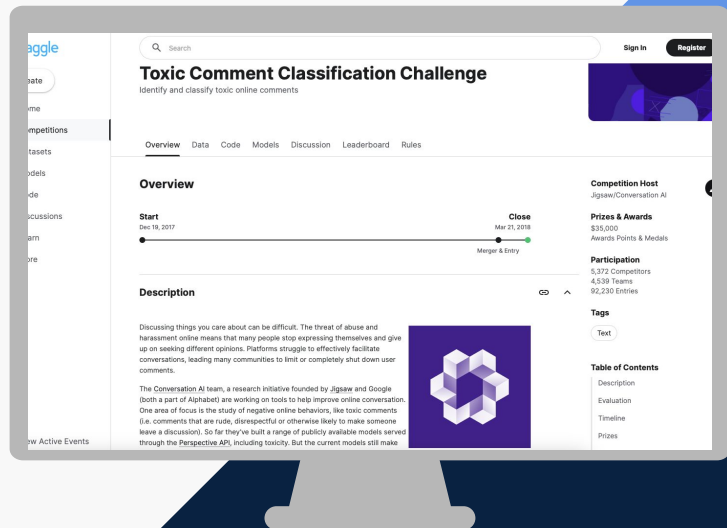 aggle
Search
Sign In
Register
eate
Toxic Comment Classification Challenge
Identify and classify toxic online comments
me
mpetitions
tasets
odels
de
scussions
arn
ore
Overview Data Code Models Discussion Leaderboard Rules
Overview
Start
Close
Dec 19, 2017
Mar 21, 2018
Merger & Entry
Description
Discussing things you care about can be difficult. The threat of abuse and
harassment online means that many people stop expressing themselves and give
up on seeking different opinions. Platforms struggle to effectively facilitate
conversations, leading many communities to limit or completely shut down user
comments.
The Conversation AI team, a research initiative founded by Jigsaw and Google
(both a part of Alphabet) are working on tools to help improve online conversation.
One area of focus is the study of negative online behaviors, like toxic comments
(i.e. comments that are rude, disrespectful or otherwise likely to make someone
leave a discussion). So far they've built a range of publicly available models served
through the Perspective API, including toxicity. But the current models still make
Competition Host
Jigsaw/Conversation AI
Prizes & Awards
$35,000
Awards Points & Medals
Participation
5,372 Competitors
4,539 Teams
92,230 Entries
Tags
Text
Table of Contents
Description
Evaluation
Timeline
Prizes
ew Active Events